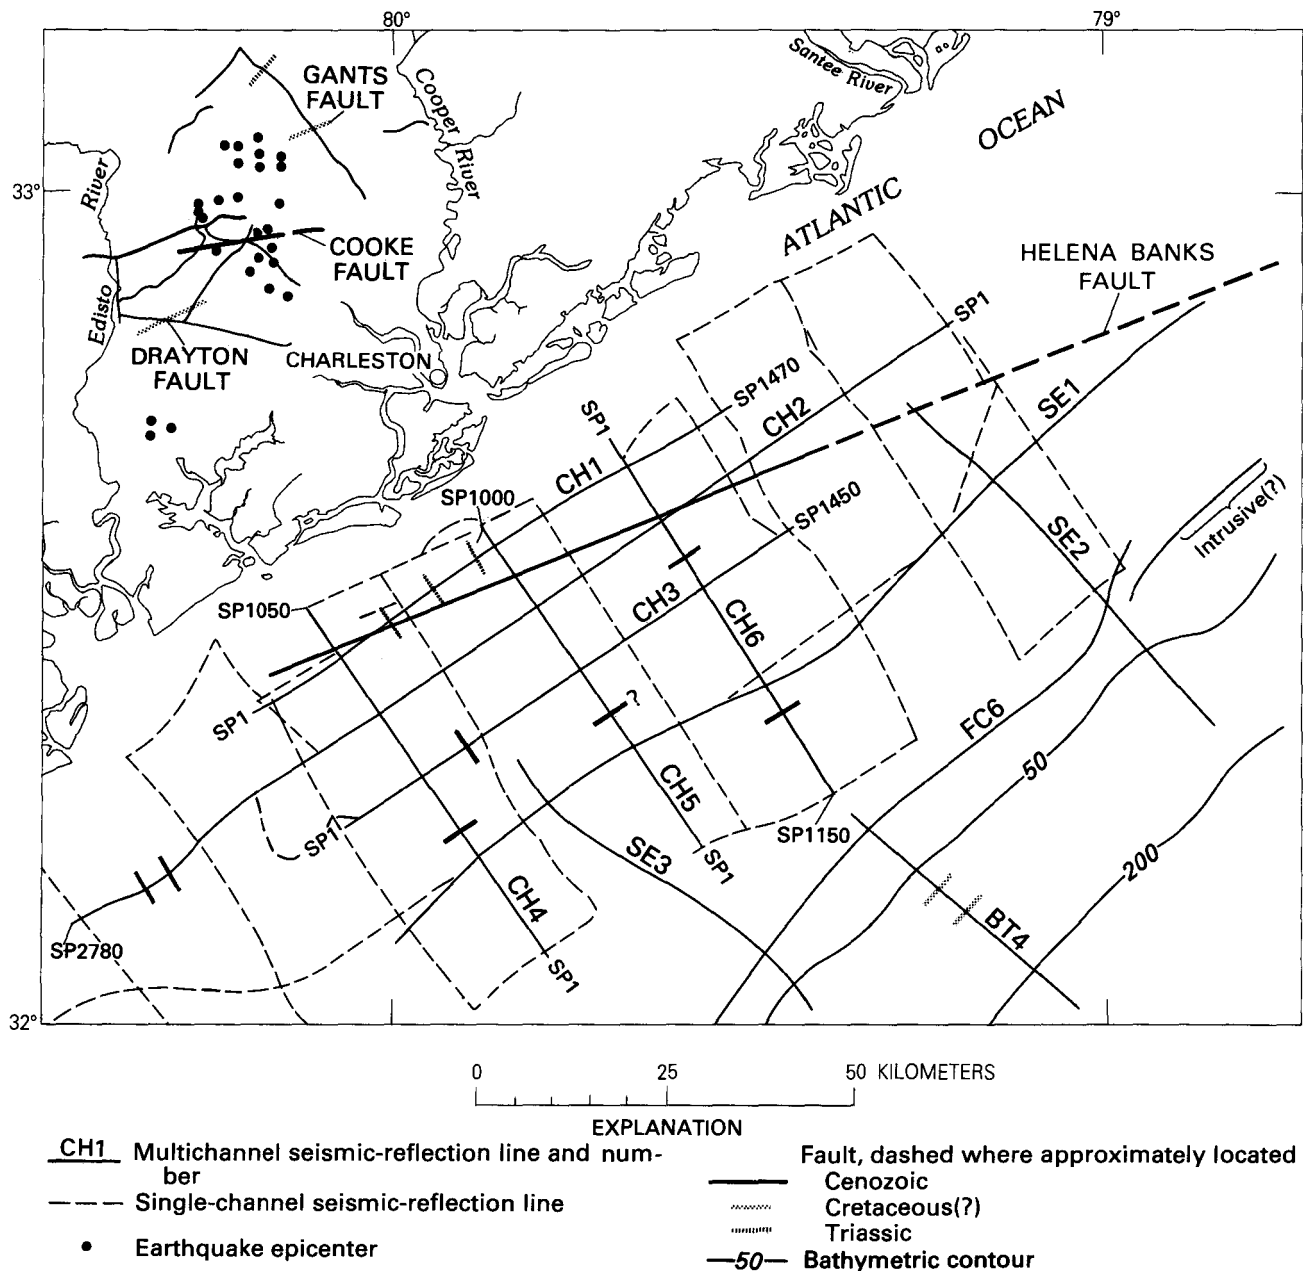 80°
79°
Santee River
GANTS
FAULT
Cooper
River
OCEAN
River
33°
ATLANTIC
HELENA BANKS
FAULT
COOKE
FAULT
Edisto
SP1
DRAYTON
FAULT
CHARLESTON
SP1470
SP1
CH2
SE1
CH1
SP1000
SP1450
SE2
Intrusive(?)
SP1050
CH3
CH6
SP1
?
FC6
50
CH5
SP1
SP1150
SE3
SP1
200
CH4
BT4
SP2780
SP1
32°
0 25 50 KILOMETERS
EXPLANATION
CH1 Multichannel seismic-reflection line and num-
ber
Single-channel seismic-reflection line
Earthquake epicenter
Fault, dashed where approximately located
Cenozoic
Cretaceous(?)
Triassic
50 Bathymetric contour